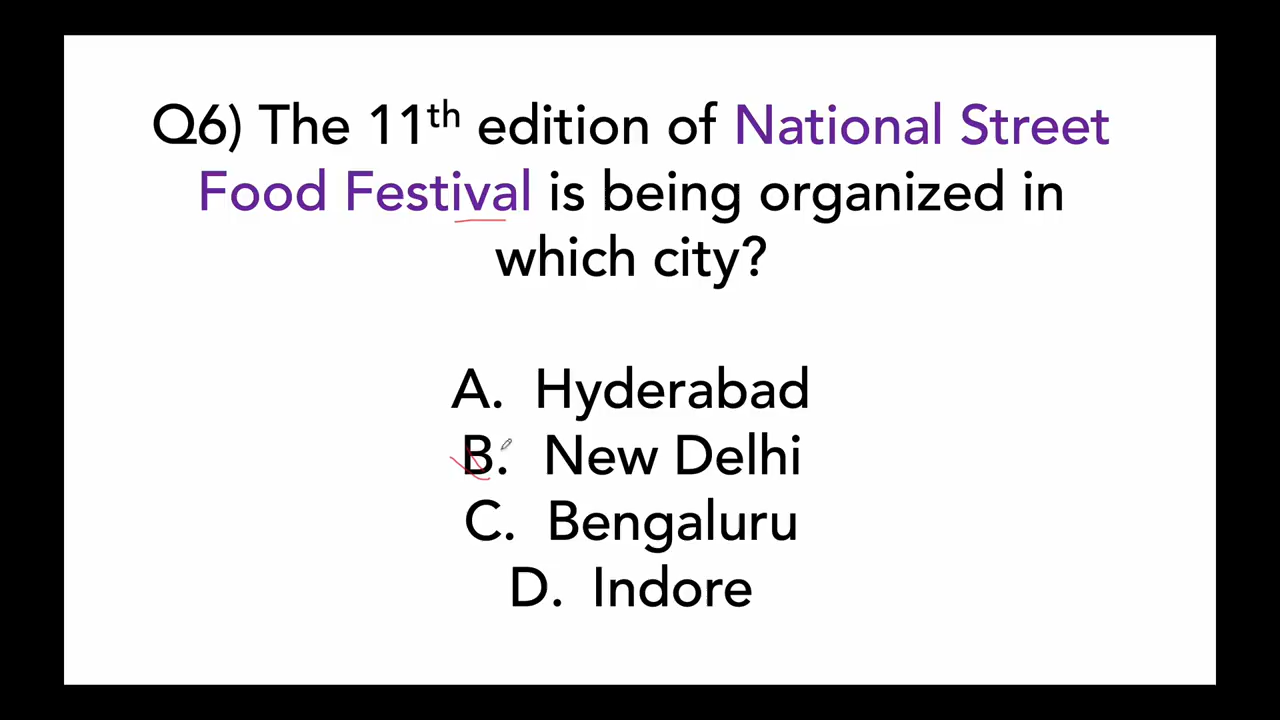 Q6) The 11th edition of National Street
Food Festival is being organized in
which city?
A. Hyderabad
B. New Delhi
C. Bengaluru
D. Indore